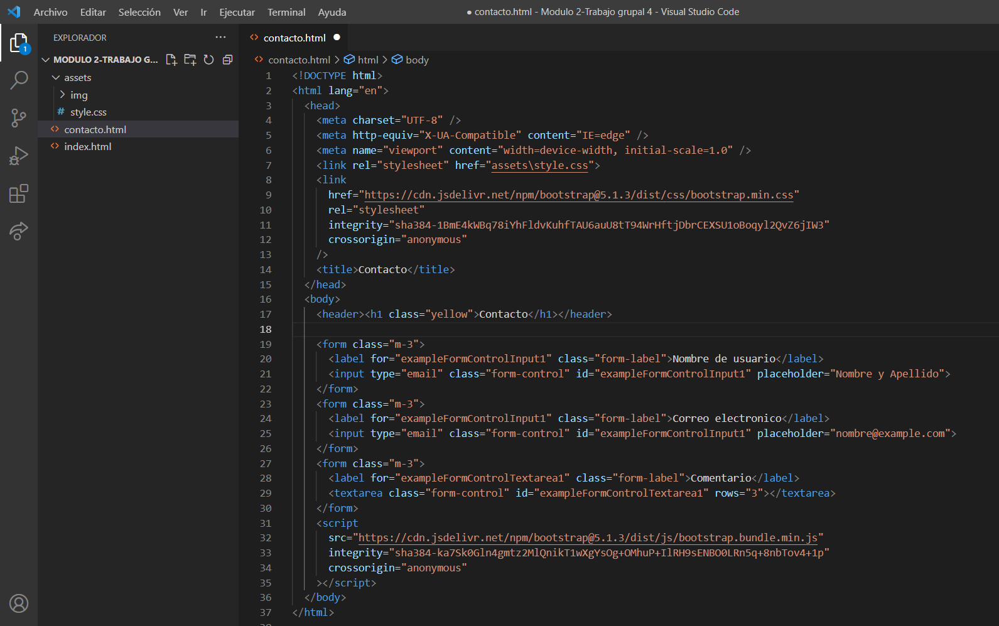 Archivo Editar Selección Ver Ir Ejecutar Terminal Ayuda
● contacto.html - Modulo 2-Trabajo grupal 4 - Visual Studio Code
EXPLORADOR
1
MODULO 2-TRABAJO G...
assets
img
# style.css
<> contacto.html
<> index.html
<> contacto.html ●
<> contacto.html > html > body
1 <!DOCTYPE html>
2 <html lang="en">
3 <head>
4 <meta charset="UTF-8" />
5 <meta http-equiv="X-UA-Compatible" content="IE=edge" />
6 <meta name="viewport" content="width=device-width, initial-scale=1.0" />
7 <link rel="stylesheet" href="assets\style.css">
8 <link
9 href="https://cdn.jsdelivr.net/npm/bootstrap@5.1.3/dist/css/bootstrap.min.css"
10 rel="stylesheet"
11 integrity="sha384-1BmE4kWBq78iYhFldvKuhfTAU6auU8tT94WrHftjDbrCEXSU1oBoqyl2QvZ6jIW3"
12 crossorigin="anonymous"
13 />
14 <title>Contacto</title>
15 </head>
16 <body>
17 <header><h1 class="yellow">Contacto</h1></header>
18
19 <form class="m-3">
20 <label for="exampleFormControlInput1" class="form-label">Nombre de usuario</label>
21 <input type="email" class="form-control" id="exampleFormControlInput1" placeholder="Nombre y Apellido">
22 </form>
23 <form class="m-3">
24 <label for="exampleFormControlInput1" class="form-label">Correo electronico</label>
25 <input type="email" class="form-control" id="exampleFormControlInput1" placeholder="nombre@example.com">
26 </form>
27 <form class="m-3">
28 <label for="exampleFormControlTextarea1" class="form-label">Comentario</label>
29 <textarea class="form-control" id="exampleFormControlTextarea1" rows="3"></textarea>
30 </form>
31 <script
32 src="https://cdn.jsdelivr.net/npm/bootstrap@5.1.3/dist/js/bootstrap.bundle.min.js"
33 integrity="sha384-ka7Sk0Gln4gmtz2MlQnikT1wXgYsOg+OMhuP+IlRH9sENBO0LRn5q+8nbTov4+1p"
34 crossorigin="anonymous"
35 ></script>
36 </body>
37 </html>